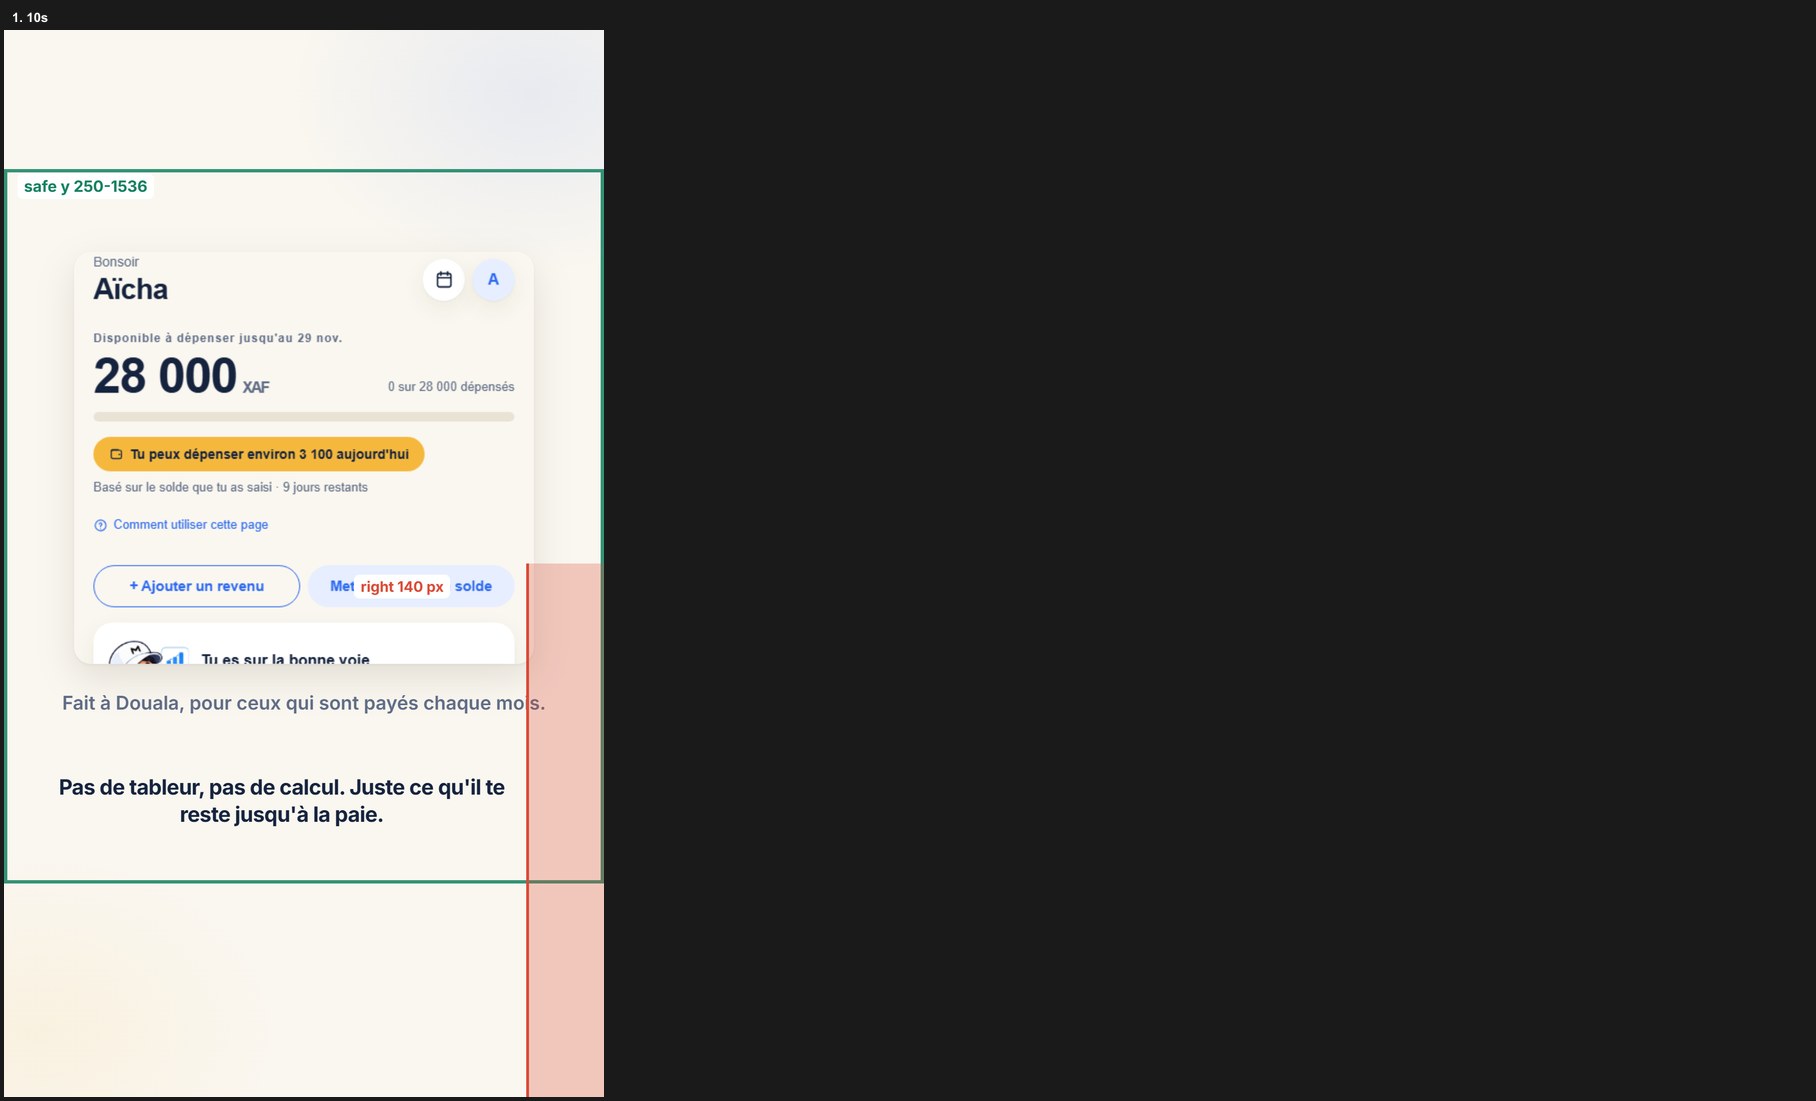 1. 10s
safe y 250-1536
Bonsoir
Aïcha
A
Disponible à dépenser jusqu'au 29 nov.
28 000 XAF
0 sur 28 000 dépensés
Tu peux dépenser environ 3 100 aujourd'hui
Basé sur le solde que tu as saisi · 9 jours restants
Comment utiliser cette page
+ Ajouter un revenu
right 140 px
solde
M
Tu es sur la bonne voie
Fait à Douala, pour ceux qui sont payés chaque mois.
Pas de tableur, pas de calcul. Juste ce qu'il te
reste jusqu'à la paie.